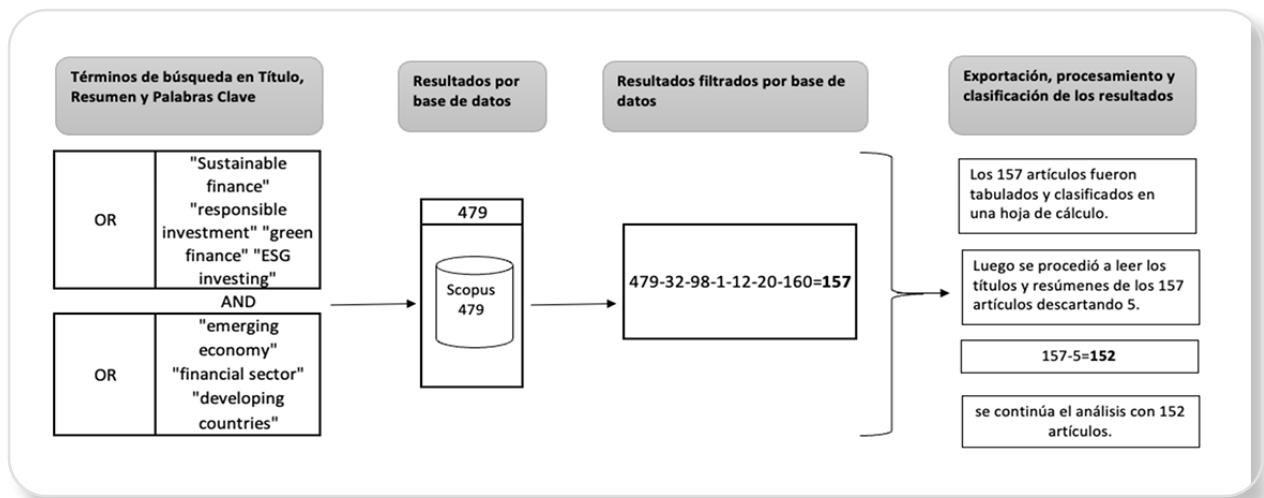 Términos de búsqueda en Título,
Resumen y Palabras Clave
Resultados por
base de datos
Resultados filtrados por base de
datos
Exportación, procesamiento y
clasificación de los resultados
OR
"Sustainable
finance"
"responsible
investment" "green
finance" "ESG
investing"
AND
OR
"emerging
economy"
"financial sector"
"developing
countries"
479
Scopus
479
479-32-98-1-12-20-160=157
Los 157 artículos fueron
tabulados y clasificados en
una hoja de cálculo.
Luego se procedió a leer los
títulos y resúmenes de los 157
artículos descartando 5.
157-5=152
se continúa el análisis con 152
artículos.